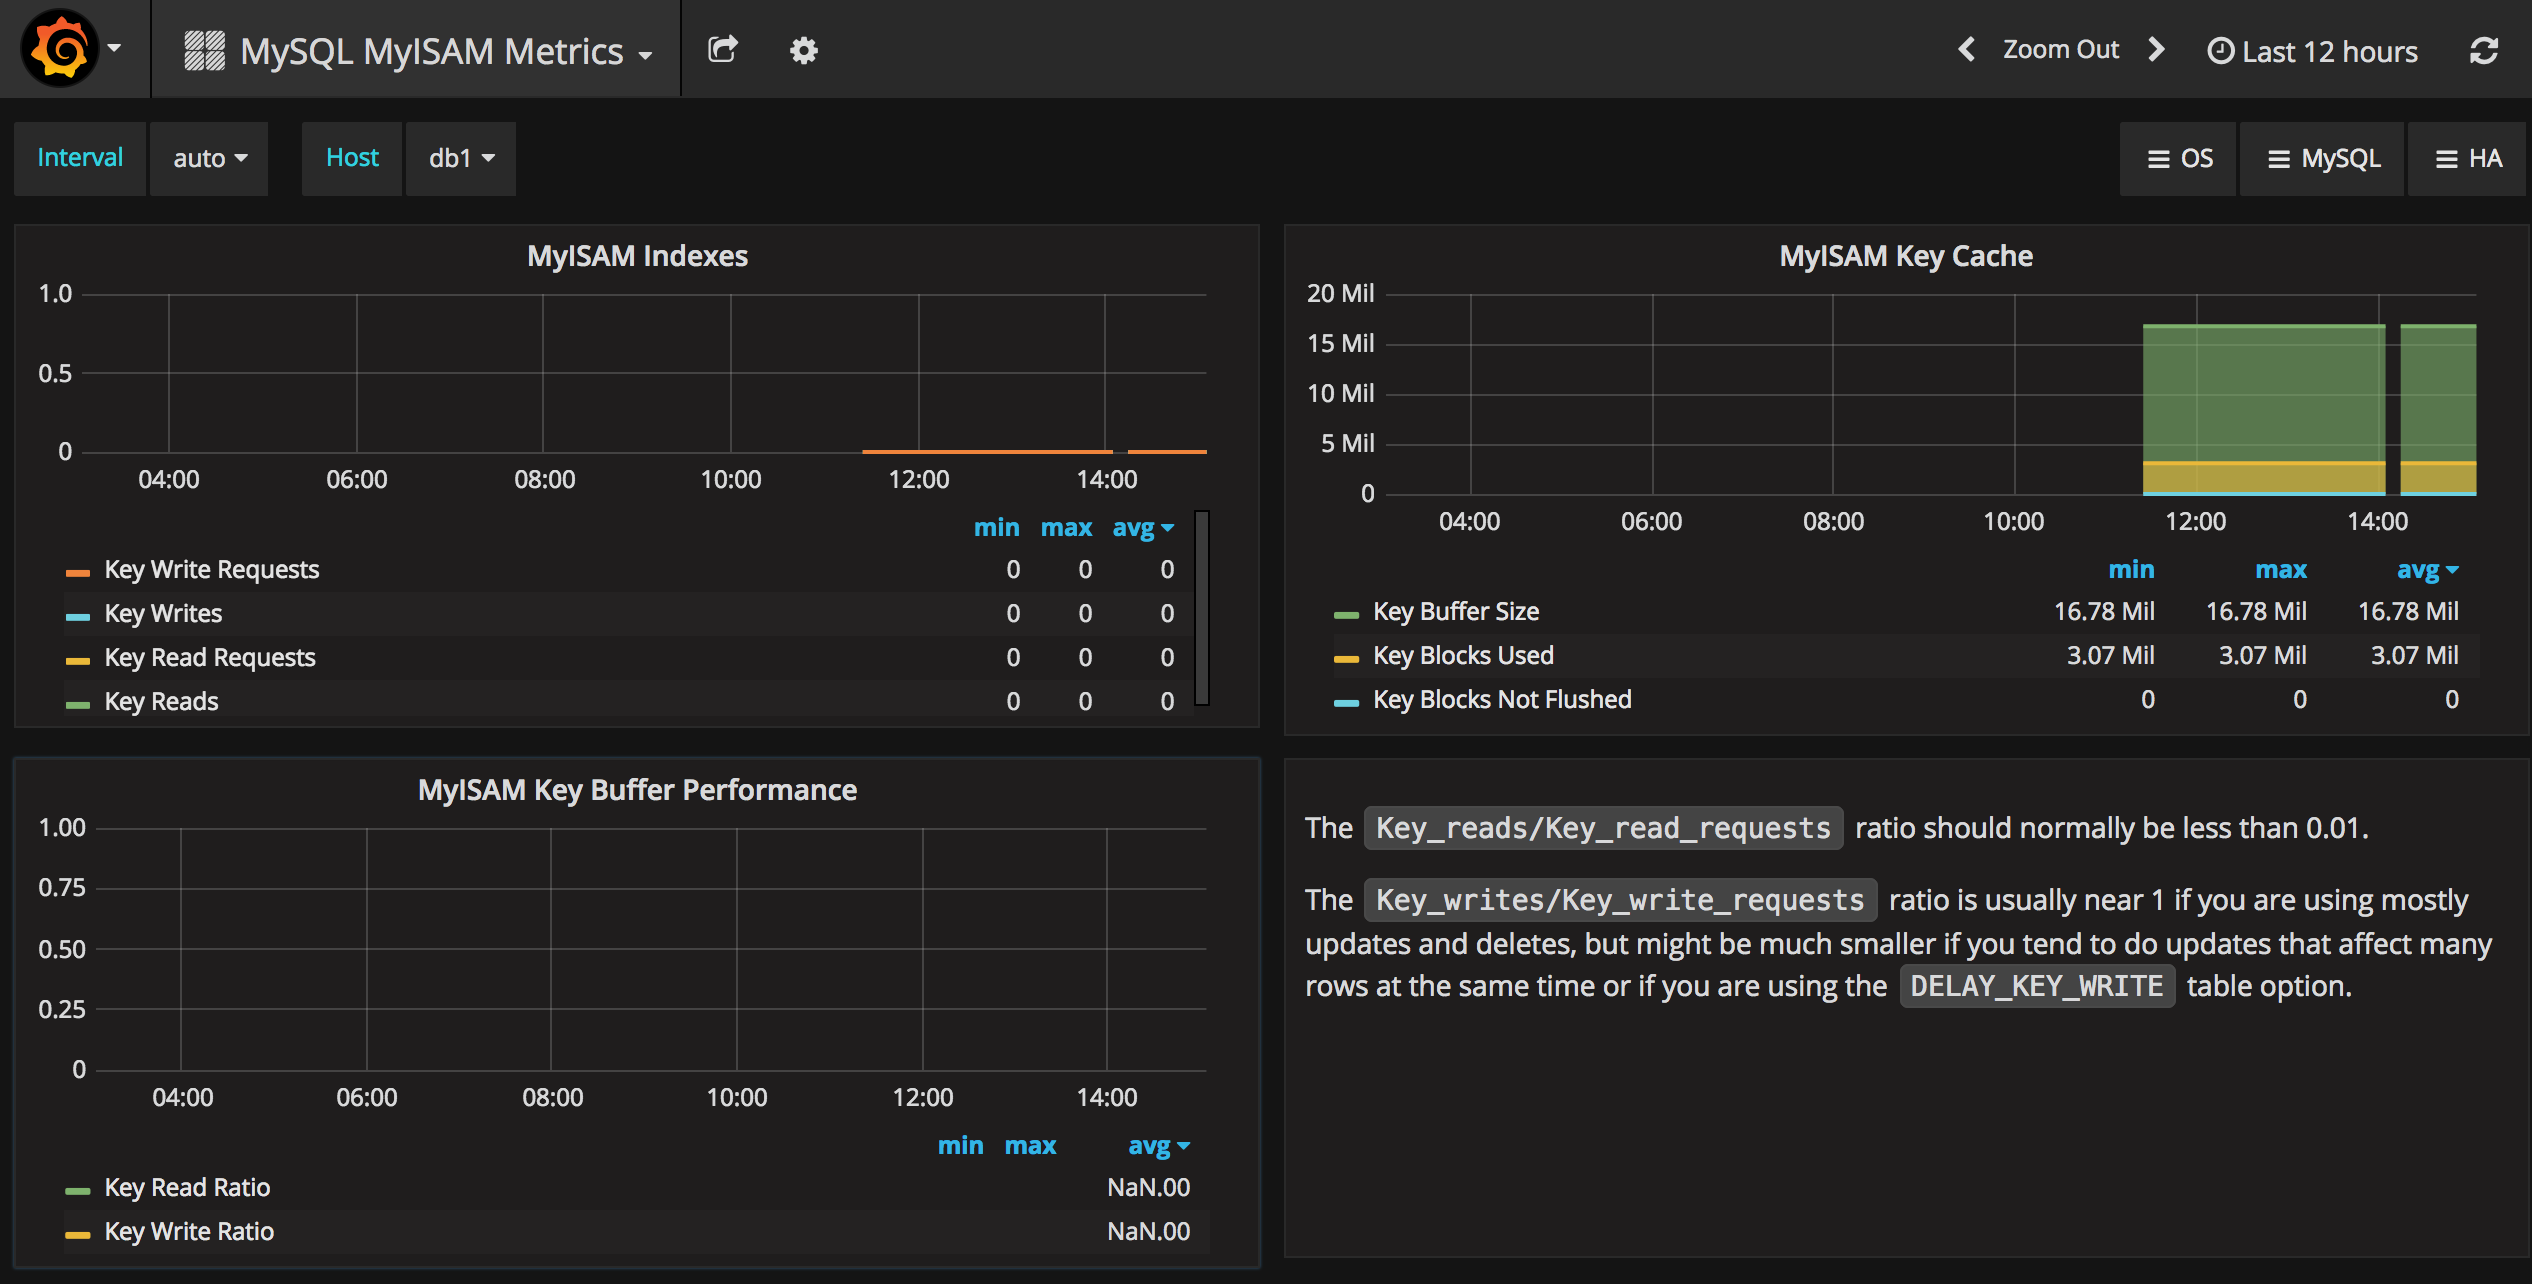 MySQL MyISAM Metrics
Zoom Out
Last 12 hours
Interval
auto
Host
db1
OS
MySQL
HA
MyISAM Indexes
1.0
0.5
0
04:00 06:00 08:00 10:00 12:00 14:00
min max avg
Key Write Requests 0 0 0
Key Writes 0 0 0
Key Read Requests 0 0 0
Key Reads 0 0 0
MyISAM Key Cache
20 Mil
15 Mil
10 Mil
5 Mil
0
04:00 06:00 08:00 10:00 12:00 14:00
min max avg
Key Buffer Size 16.78 Mil 16.78 Mil 16.78 Mil
Key Blocks Used 3.07 Mil 3.07 Mil 3.07 Mil
Key Blocks Not Flushed 0 0 0
MyISAM Key Buffer Performance
1.00
0.75
0.50
0.25
0
04:00 06:00 08:00 10:00 12:00 14:00
min max avg
Key Read Ratio NaN.00
Key Write Ratio NaN.00
The Key_reads/Key_read_requests ratio should normally be less than 0.01.
The Key_writes/Key_write_requests ratio is usually near 1 if you are using mostly
updates and deletes, but might be much smaller if you tend to do updates that affect many
rows at the same time or if you are using the DELAY_KEY_WRITE table option.